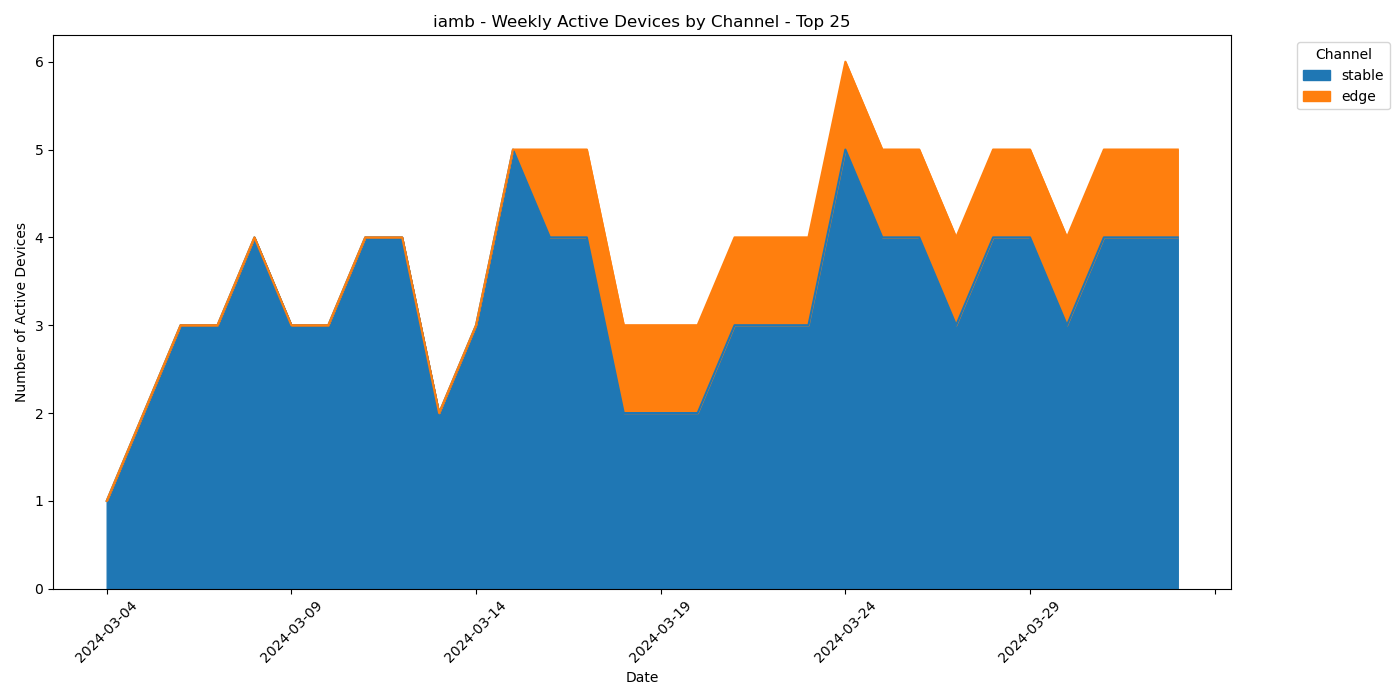 iamb - Weekly Active Devices by Channel - Top 25
Channel
stable
edge
Number of Active Devices
6
5
4
3
2
1
0
2024-03-04
2024-03-09
2024-03-14
2024-03-19
2024-03-24
2024-03-29
Date